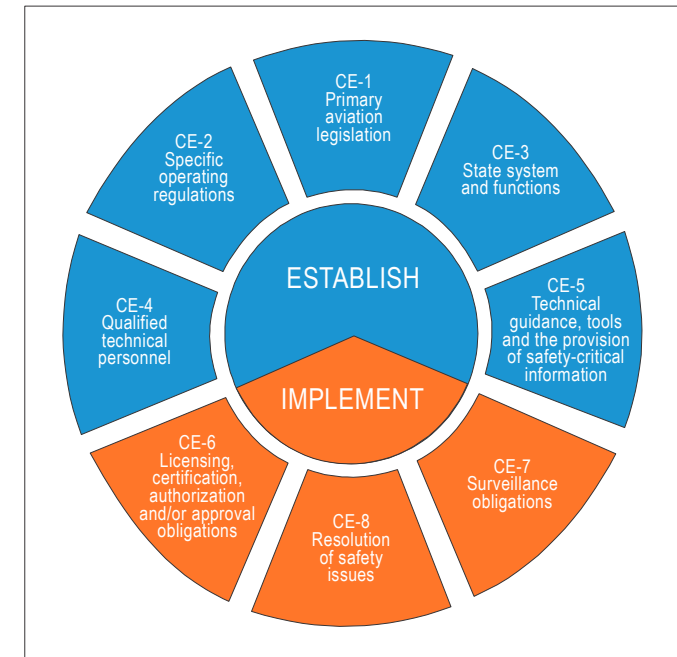 CE-1
Primary
aviation
legislation
CE-2
Specific
operating
regulations
CE-3
State system
and functions
ESTABLISH
CE-4
Qualified
technical
personnel
CE-5
Technical
guidance, tools
and the provision
of safety-critical
information
IMPLEMENT
CE-6
Licensing,
certification,
authorization
and/or approval
obligations
CE-7
Surveillance
obligations
CE-8
Resolution
of safety
issues